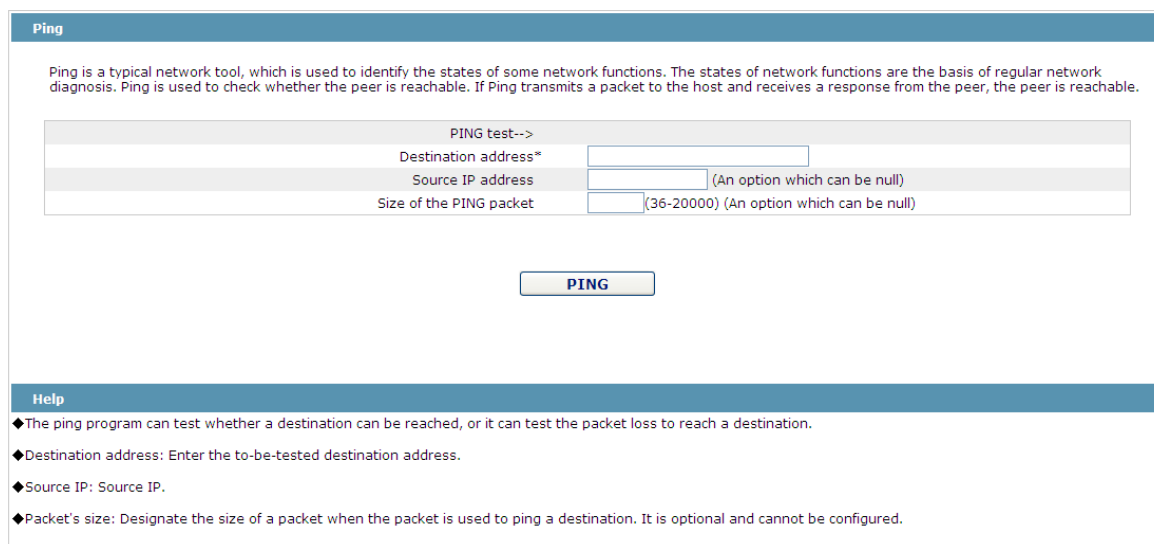 Ping
Ping is a typical network tool, which is used to identify the states of some network functions. The states of network functions are the basis of regular network
diagnosis. Ping is used to check whether the peer is reachable. If Ping transmits a packet to the host and receives a response from the peer, the peer is reachable.
PING test-->
Destination address*
Source IP address (An option which can be null)
Size of the PING packet (36-20000) (An option which can be null)
PING
Help
◆The ping program can test whether a destination can be reached, or it can test the packet loss to reach a destination.
◆Destination address: Enter the to-be-tested destination address.
◆Source IP: Source IP.
◆Packet's size: Designate the size of a packet when the packet is used to ping a destination. It is optional and cannot be configured.